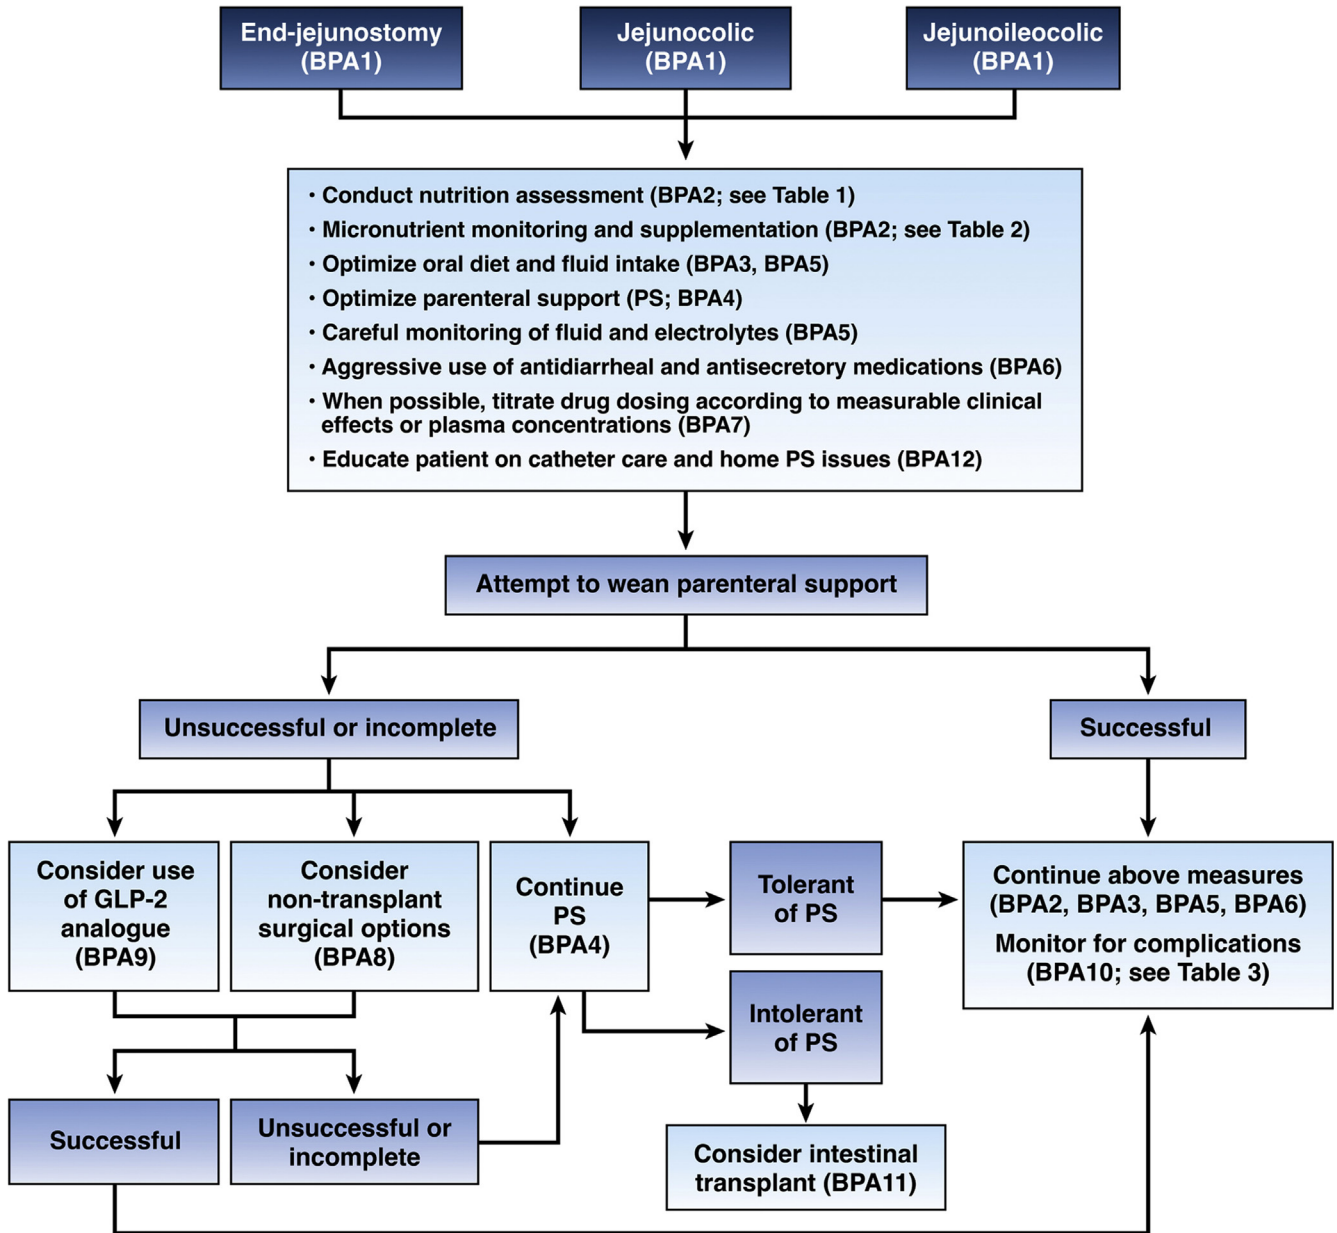 End-jejunostomy
(BPA1)
Jejunocolic
(BPA1)
Jejunoileocolic
(BPA1)
· Conduct nutrition assessment (BPA2; see Table 1)
· Micronutrient monitoring and supplementation (BPA2; see Table 2)
· Optimize oral diet and fluid intake (BPA3, BPA5)
· Optimize parenteral support (PS; BPA4)
· Careful monitoring of fluid and electrolytes (BPA5)
· Aggressive use of antidiarrheal and antisecretory medications (BPA6)
· When possible, titrate drug dosing according to measurable clinical
effects or plasma concentrations (BPA7)
· Educate patient on catheter care and home PS issues (BPA12)
Attempt to wean parenteral support
Unsuccessful or incomplete
Successful
Consider use
of GLP-2
analogue
(BPA9)
Consider
non-transplant
surgical options
(BPA8)
Continue
PS
(BPA4)
Tolerant
of PS
Continue above measures
(BPA2, BPA3, BPA5, BPA6)
Monitor for complications
(BPA10; see Table 3)
Intolerant
of PS
Successful
Unsuccessful or
incomplete
Consider intestinal
transplant (BPA11)